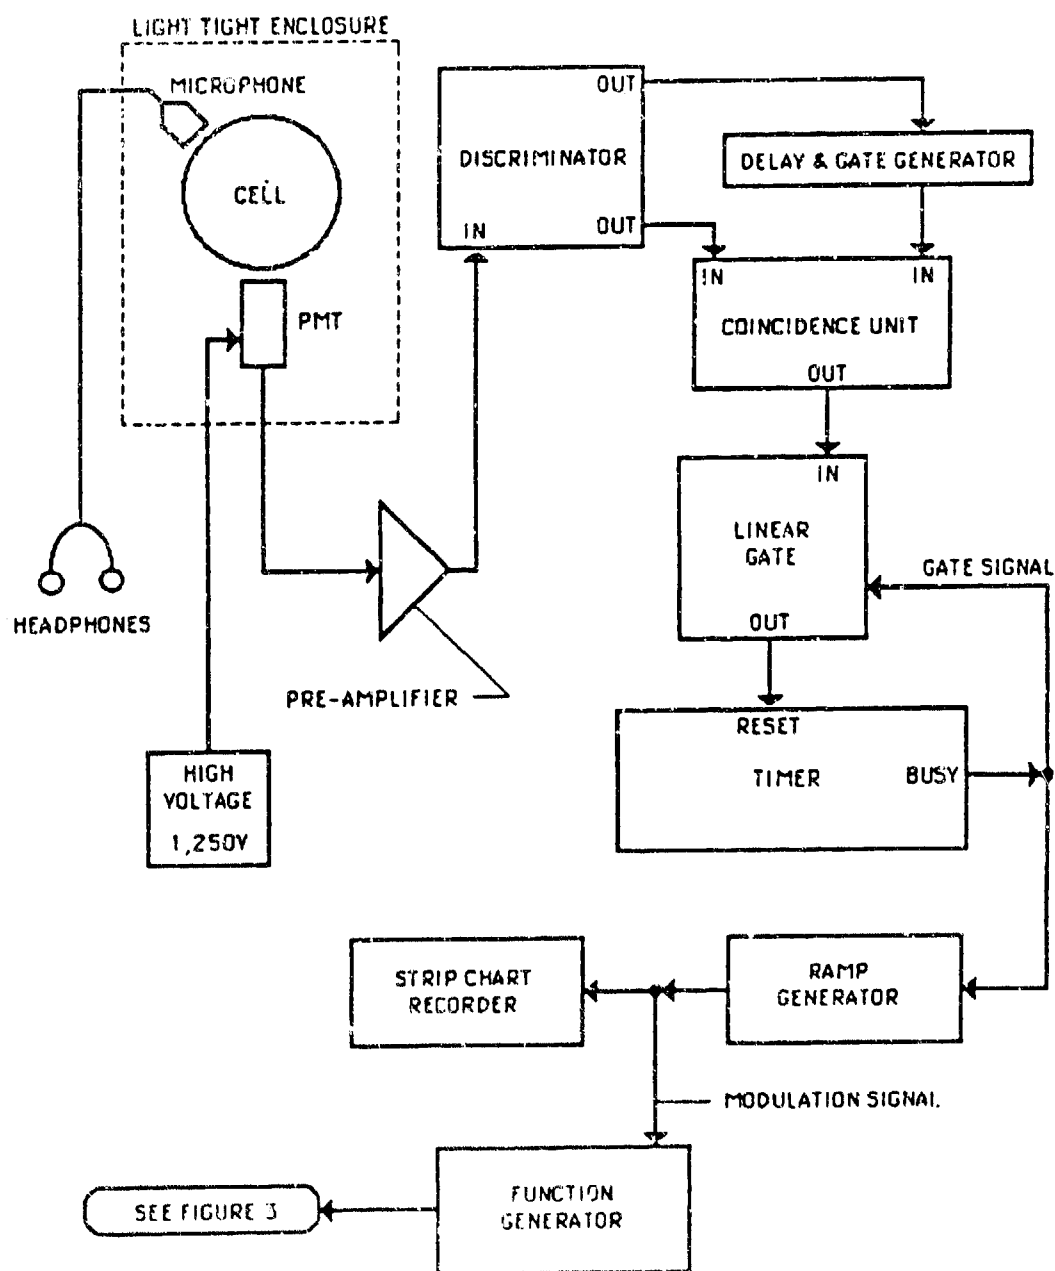 LIGHT TIGHT ENCLOSURE
MICROPHONE
CELL
PMT
HEADPHONES
PRE-AMPLIFIER
HIGH
VOLTAGE
1,250V
OUT
DISCRIMINATOR
IN
OUT
DELAY & GATE GENERATOR
IN
IN
COINCIDENCE UNIT
OUT
IN
LINEAR
GATE
OUT
GATE SIGNAL
RESET
TIMER
BUSY
STRIP CHART
RECORDER
RAMP
GENERATOR
MODULATION SIGNAL
FUNCTION
GENERATOR
SEE FIGURE 3